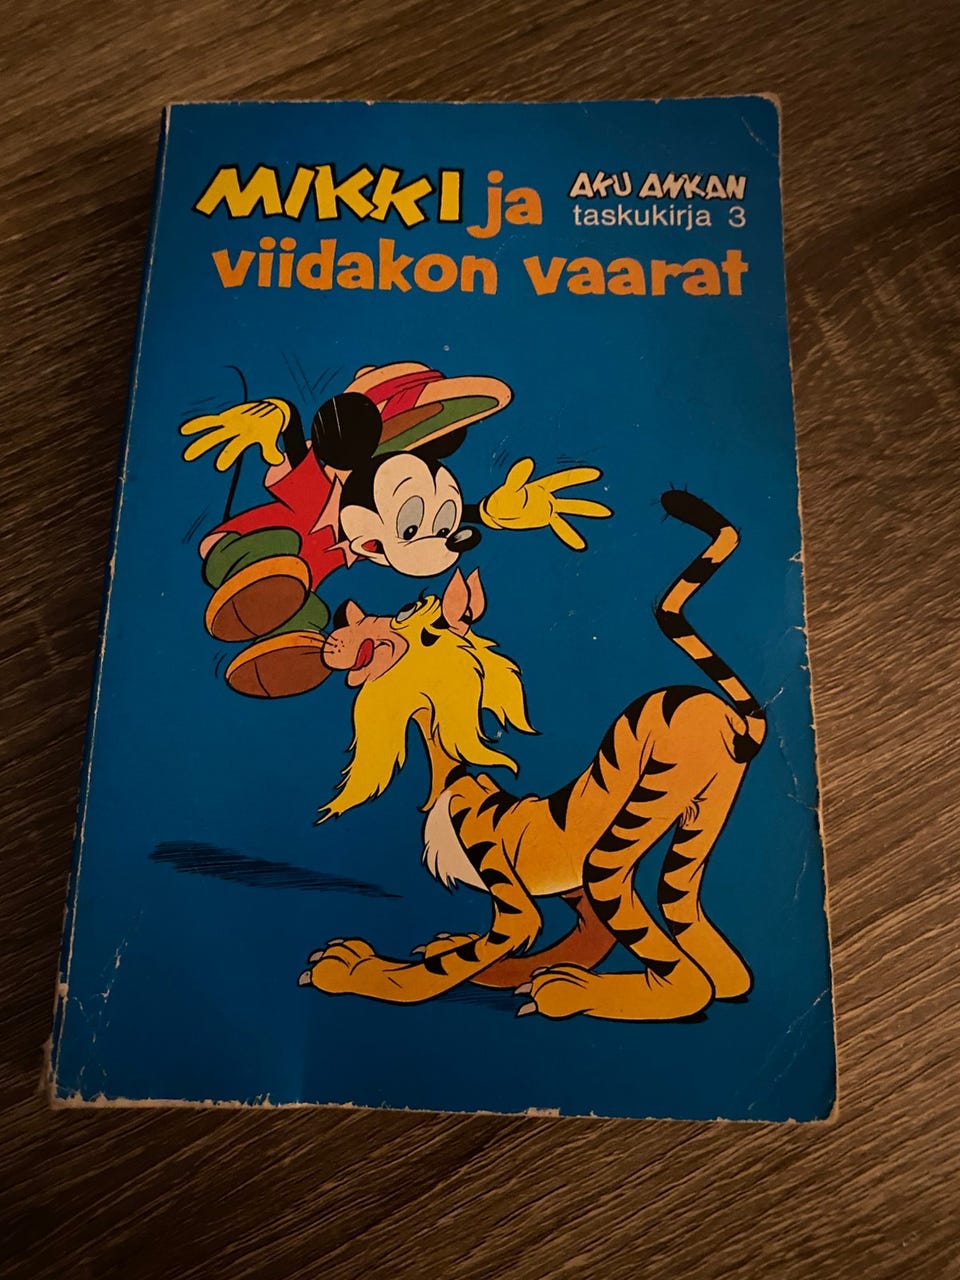 MIKKI ja
AKU ANKAN
taskukirja 3
viidakon vaarat